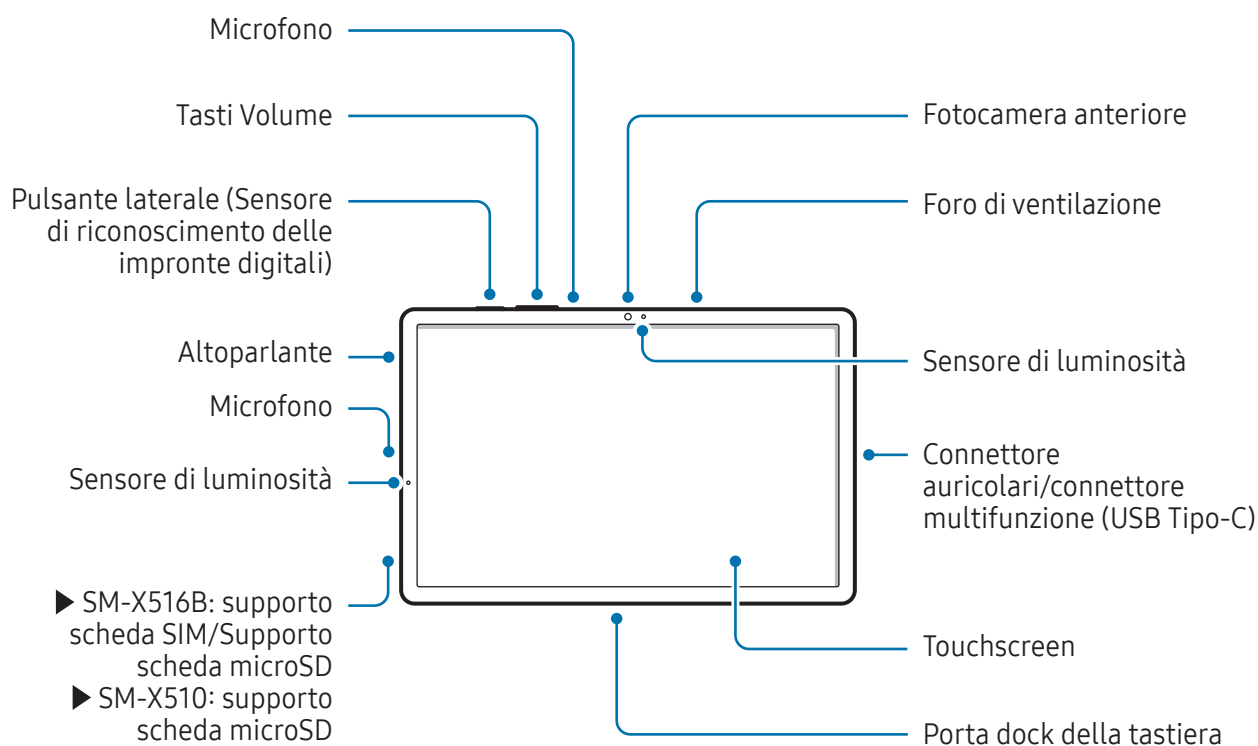 Microfono
Tasti Volume
Pulsante laterale (Sensore
di riconoscimento delle
impronte digitali)
Altoparlante
Microfono
Sensore di luminosità
▶ SM-X516B: supporto
scheda SIM/Supporto
scheda microSD
▶ SM-X510: supporto
scheda microSD
Fotocamera anteriore
Foro di ventilazione
Sensore di luminosità
Connettore
auricolari/connettore
multifunzione (USB Tipo-C)
Touchscreen
Porta dock della tastiera